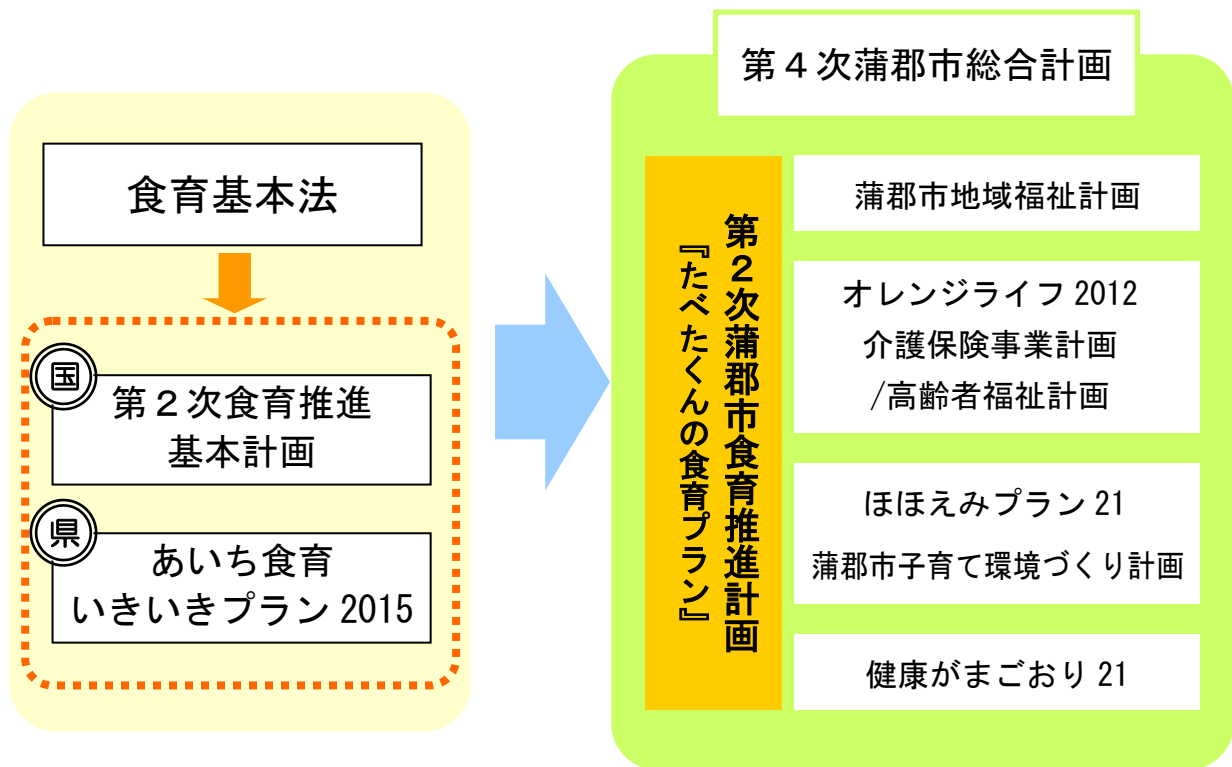 食育基本法
国
第２次食育推進
基本計画
県
あいち食育
いきいきプラン 2015
第４次蒲郡市総合計画
第２次蒲郡市食育推進計画
『たべたくんの食育プラン』
蒲郡市地域福祉計画
オレンジライフ 2012
介護保険事業計画
/高齢者福祉計画
ほほえみプラン 21
蒲郡市子育て環境づくり計画
健康がまごおり 21